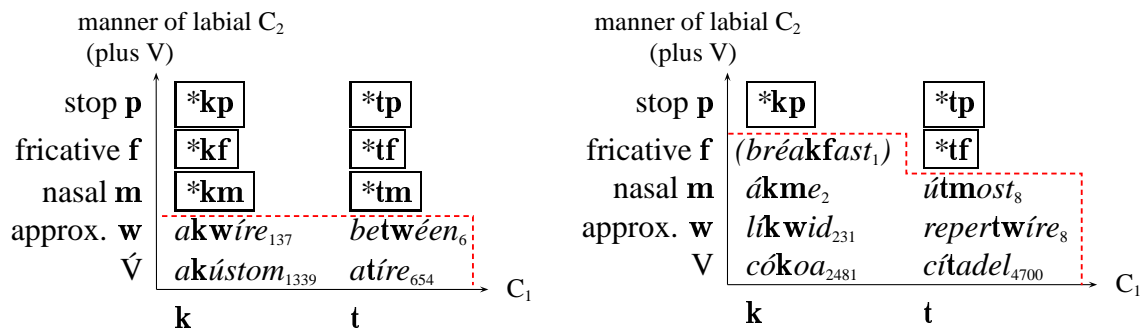 manner of labial C₂
(plus V)
stop p *kp *tp
fricative f *kf *tf
nasal m *km *tm
approx. w akwíre₁₃₇ betwéen₆
V́ akústom₁₃₃₉ atíre₆₅₄
C₁
k t
manner of labial C₂
(plus V)
stop p *kp *tp
fricative f (bréakfast₁) *tf
nasal m ákme₂ útmost₈
approx. w líkwid₂₃₁ repertwíre₈
V cókoa₂₄₈₁ cítadel₄₇₀₀
C₁
k t